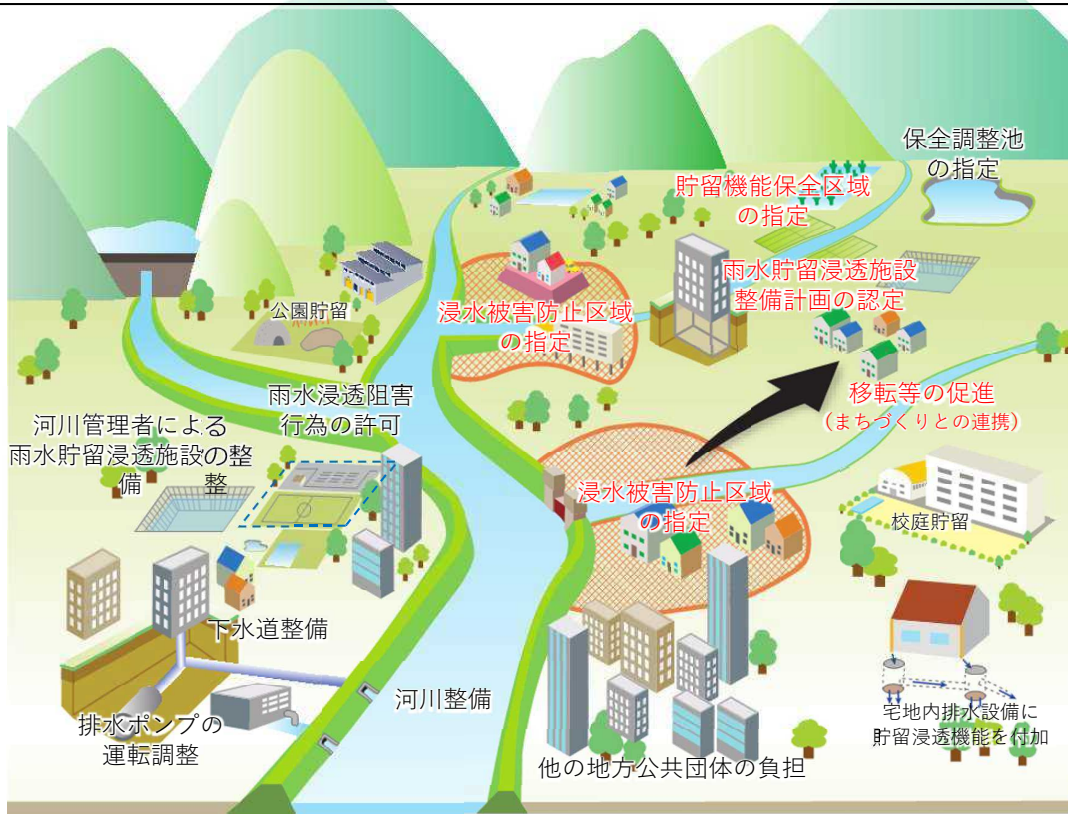 保全調整池
の指定
貯留機能保全区域
の指定
雨水貯留浸透施設
整備計画の認定
公園貯留
浸水被害防止区域
の指定
雨水浸透阻害
行為の許可
移転等の促進
（まちづくりとの連携）
河川管理者による
雨水貯留浸透施設の整
備　整
浸水被害防止区域
の指定
校庭貯留
下水道整備
河川整備
排水ポンプの
運転調整
宅地内排水設備に
貯留浸透機能を付加
他の地方公共団体の負担